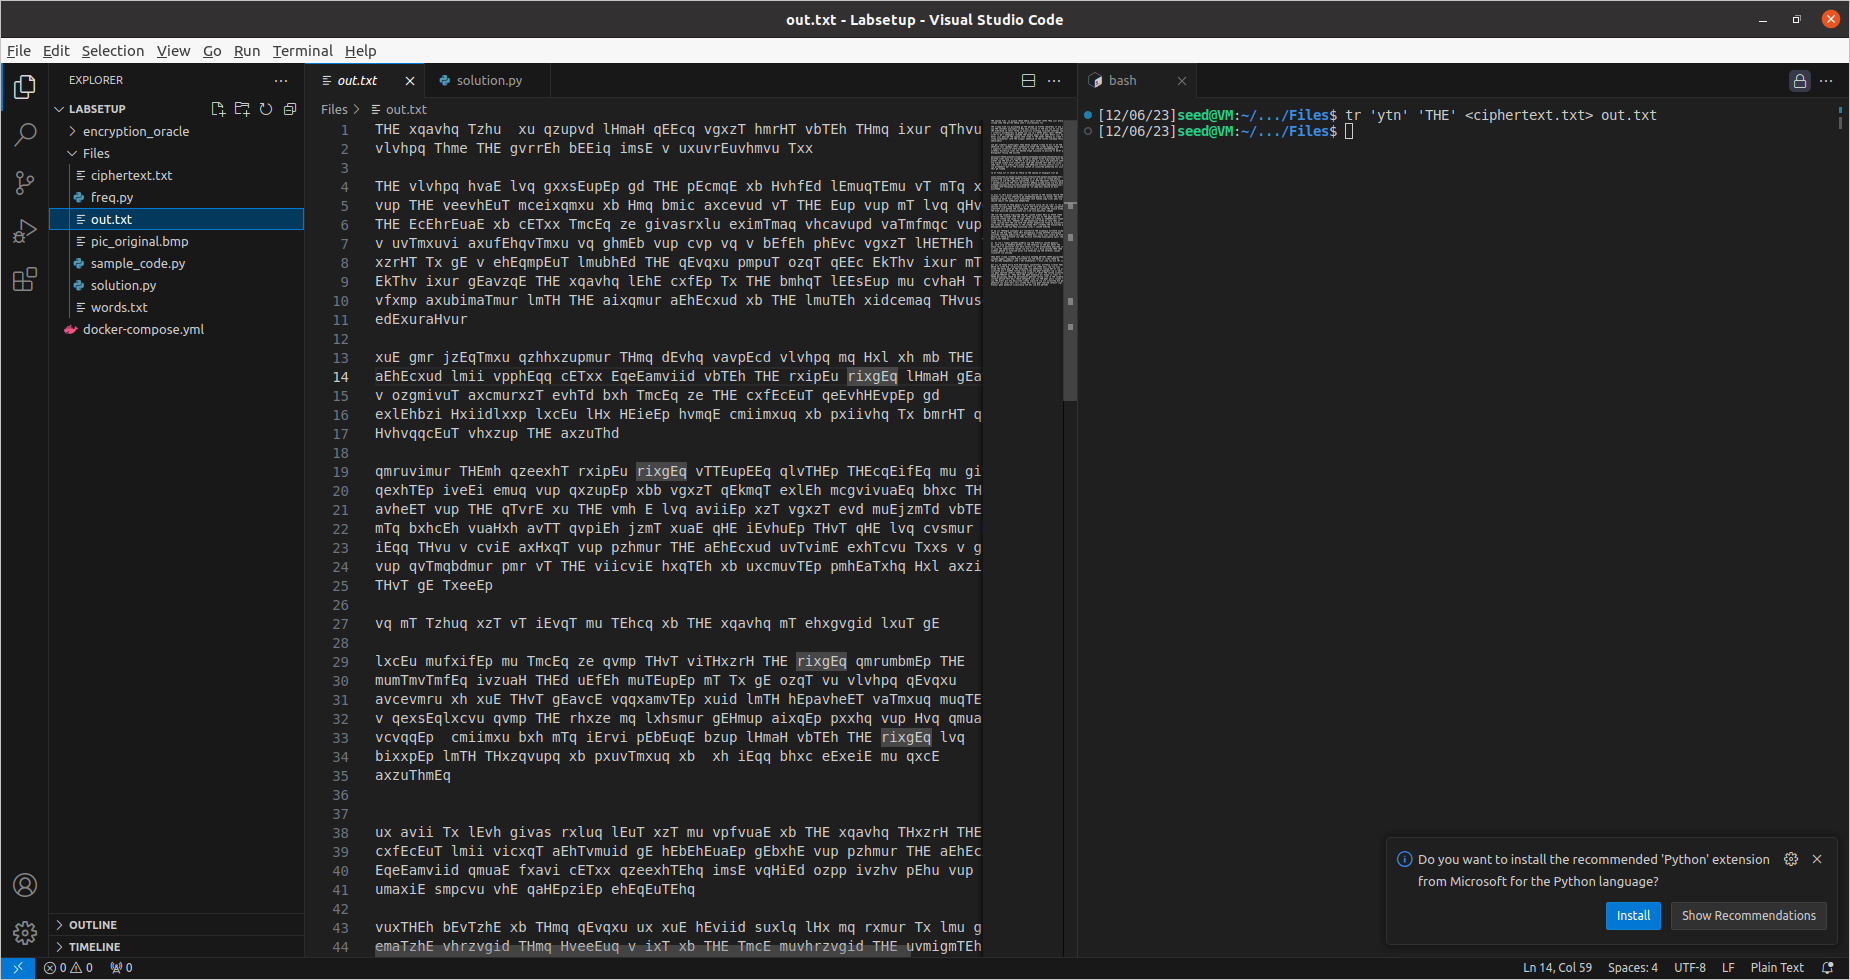 out.txt - Labsetup - Visual Studio Code
File Edit Selection View Go Run Terminal Help
EXPLORER
LABSETUP
encryption_oracle
Files
ciphertext.txt
freq.py
out.txt
pic_original.bmp
sample_code.py
solution.py
words.txt
docker-compose.yml
OUTLINE
TIMELINE
out.txt solution.py
Files > out.txt
1 THE xqavhq Tzhu  xu qzupvd lHmaH qEEcq vgxzT hmrHT vbTEh THmq ixur qThvu
2 vlvhpq Thme THE gvrrEh bEEiq imsE v uxuvrEuvhmvu Txx
3
4 THE vlvhpq hvaE lvq gxxsEupEp gd THE pEcmqE xb HvhfEd lEmuqTEmu vT mTq x
5 vup THE veevhEuT mceixqmxu xb Hmq bmic axcevud vT THE Eup vup mT lvq qHv
6 THE EcEhrEuaE xb cETxx TmcEq ze givasrxlu eximTmaq vhcavupd vaTmfmqc vup
7 v uvTmxuvi axufEhqvTmxu vq ghmEb vup cvp vq v bEfEh phEvc vgxzT lHETHEh
8 xzrHT Tx gE v ehEqmpEuT lmubhEd THE qEvqxu pmpuT ozqT qEEc EkThv ixur mT
9 EkThv ixur gEavzqE THE xqavhq lEhE cxfEp Tx THE bmhqT lEEsEup mu cvhaH T
10 vfxmp axubimaTmur lmTH THE aixqmur aEhEcxud xb THE lmuTEh xidcemaq THvus
11 edExuraHvur
12
13 xuE gmr jzEqTmxu qzhhxzupmur THmq dEvhq vavpEcd vlvhpq mq Hxl xh mb THE
14 aEhEcxud lmii vpphEqq cETxx EqeEamviid vbTEh THE rxipEu rixgEq lHmaH gEa
15 v ozgmivuT axcmurxzT evhTd bxh TmcEq ze THE cxfEcEuT qeEvhHEvpEp gd
16 exlEhbzi Hxiidlxxp lxcEu lHx HEieEp hvmqE cmiimxuq xb pxiivhq Tx bmrHT q
17 HvhvqqcEuT vhxzup THE axzuThd
18
19 qmruvimur THEmh qzeexhT rxipEu rixgEq vTTEupEEq qlvTHEp THEcqEifEq mu gi
20 qexhTEp iveEi emuq vup qxzupEp xbb vgxzT qEkmqT exlEh mcgvivuaEq bhxc TH
21 avheET vup THE qTvrE xu THE vmh E lvq aviiEp xzT vgxzT evd muEjzmTd vbTE
22 mTq bxhcEh vuaHxh avTT qvpiEh jzmT xuaE qHE iEvhuEp THvT qHE lvq cvsmur
23 iEqq THvu v cviE axHxqT vup pzhmur THE aEhEcxud uvTvimE exhTcvu Txxs v g
24 vup qvTmqbdmur pmr vT THE viicviE hxqTEh xb uxcmuvTEp pmhEaTxhq Hxl axzi
25 THvT gE TxeeEp
26
27 vq mT Tzhuq xzT vT iEvqT mu TEhcq xb THE xqavhq mT ehxgvgid lxuT gE
28
29 lxcEu mufxifEp mu TmcEq ze qvmp THvT viTHxzrH THE rixgEq qmrumbmEp THE
30 mumTmvTmfEq ivzuaH THEd uEfEh muTEupEp mT Tx gE ozqT vu vlvhpq qEvqxu
31 avcevmru xh xuE THvT gEavcE vqqxamvTEp xuid lmTH hEpavheET vaTmxuq muqTE
32 v qexsEqlxcvu qvmp THE rhxze mq lxhsmur gEHmup aixqEp pxxhq vup Hvq qmua
33 vcvqqEp  cmiimxu bxh mTq iErvi pEbEuqE bzup lHmaH vbTEh THE rixgEq lvq
34 bixxpEp lmTH THxzqvupq xb pxuvTmxuq xb  xh iEqq bhxc eExeiE mu qxcE
35 axzuThmEq
36
37
38 ux avii Tx lEvh givas rxluq lEuT xzT mu vpfvuaE xb THE xqavhq THxzrH THE
39 cxfEcEuT lmii vicxqT aEhTvmuid gE hEbEhEuaEp gEbxhE vup pzhmur THE aEhEc
40 EqeEamviid qmuaE fxavi cETxx qzeexhTEhq imsE vqHiEd ozpp ivzhv pEhu vup
41 umaxiE smpcvu vhE qaHEpziEp ehEqEuTEhq
42
43 vuxTHEh bEvTzhE xb THmq qEvqxu ux xuE hEviid suxlq lHx mq rxmur Tx lmu g
44 emaTzhE vhrzvgid THmq HveeEuq v ixT xb THE TmcE muvhrzvgid THE uvmigmTEh
bash
[12/06/23]seed@VM:~/.../Files$ tr 'ytn' 'THE' <ciphertext.txt> out.txt
[12/06/23]seed@VM:~/.../Files$
Do you want to install the recommended 'Python' extension
from Microsoft for the Python language?
Install Show Recommendations
0 0 0 Ln 14, Col 59 Spaces: 4 UTF-8 LF Plain Text